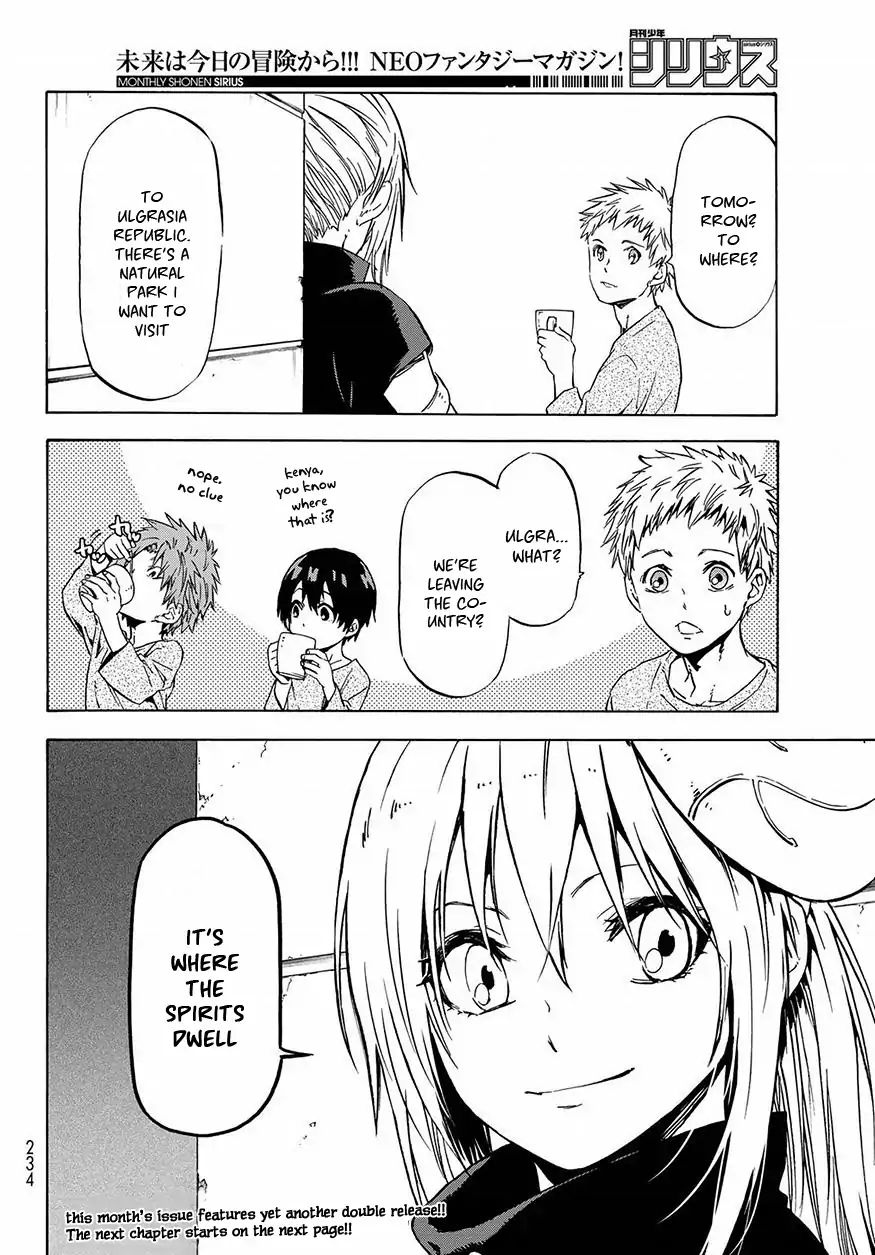 未来は今日の冒険から!!! NEOファンタジーマガジン!
月刊少年
シリウス
MONTHLY SHONEN SIRIUS
TOMO-
RROW?
TO
WHERE?
TO
ULGRASIA
REPUBLIC.
THERE'S A
NATURAL
PARK I
WANT TO
VISIT
ULGRA...
WHAT?
WE'RE
LEAVING
THE CO-
UNTRY?
kenya,
you know
where
that is?
nope.
no clue
IT'S
WHERE
THE
SPIRITS
DWELL
234
this month's issue features yet another double release!!
The next chapter starts on the next page!!